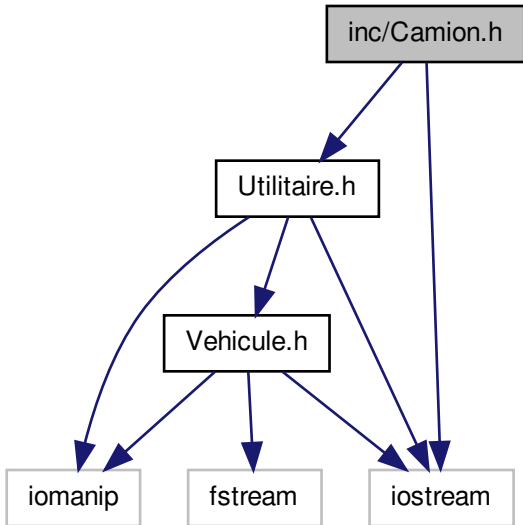 inc/Camion.h
Utilitaire.h
Vehicule.h
iomanip
fstream
iostream